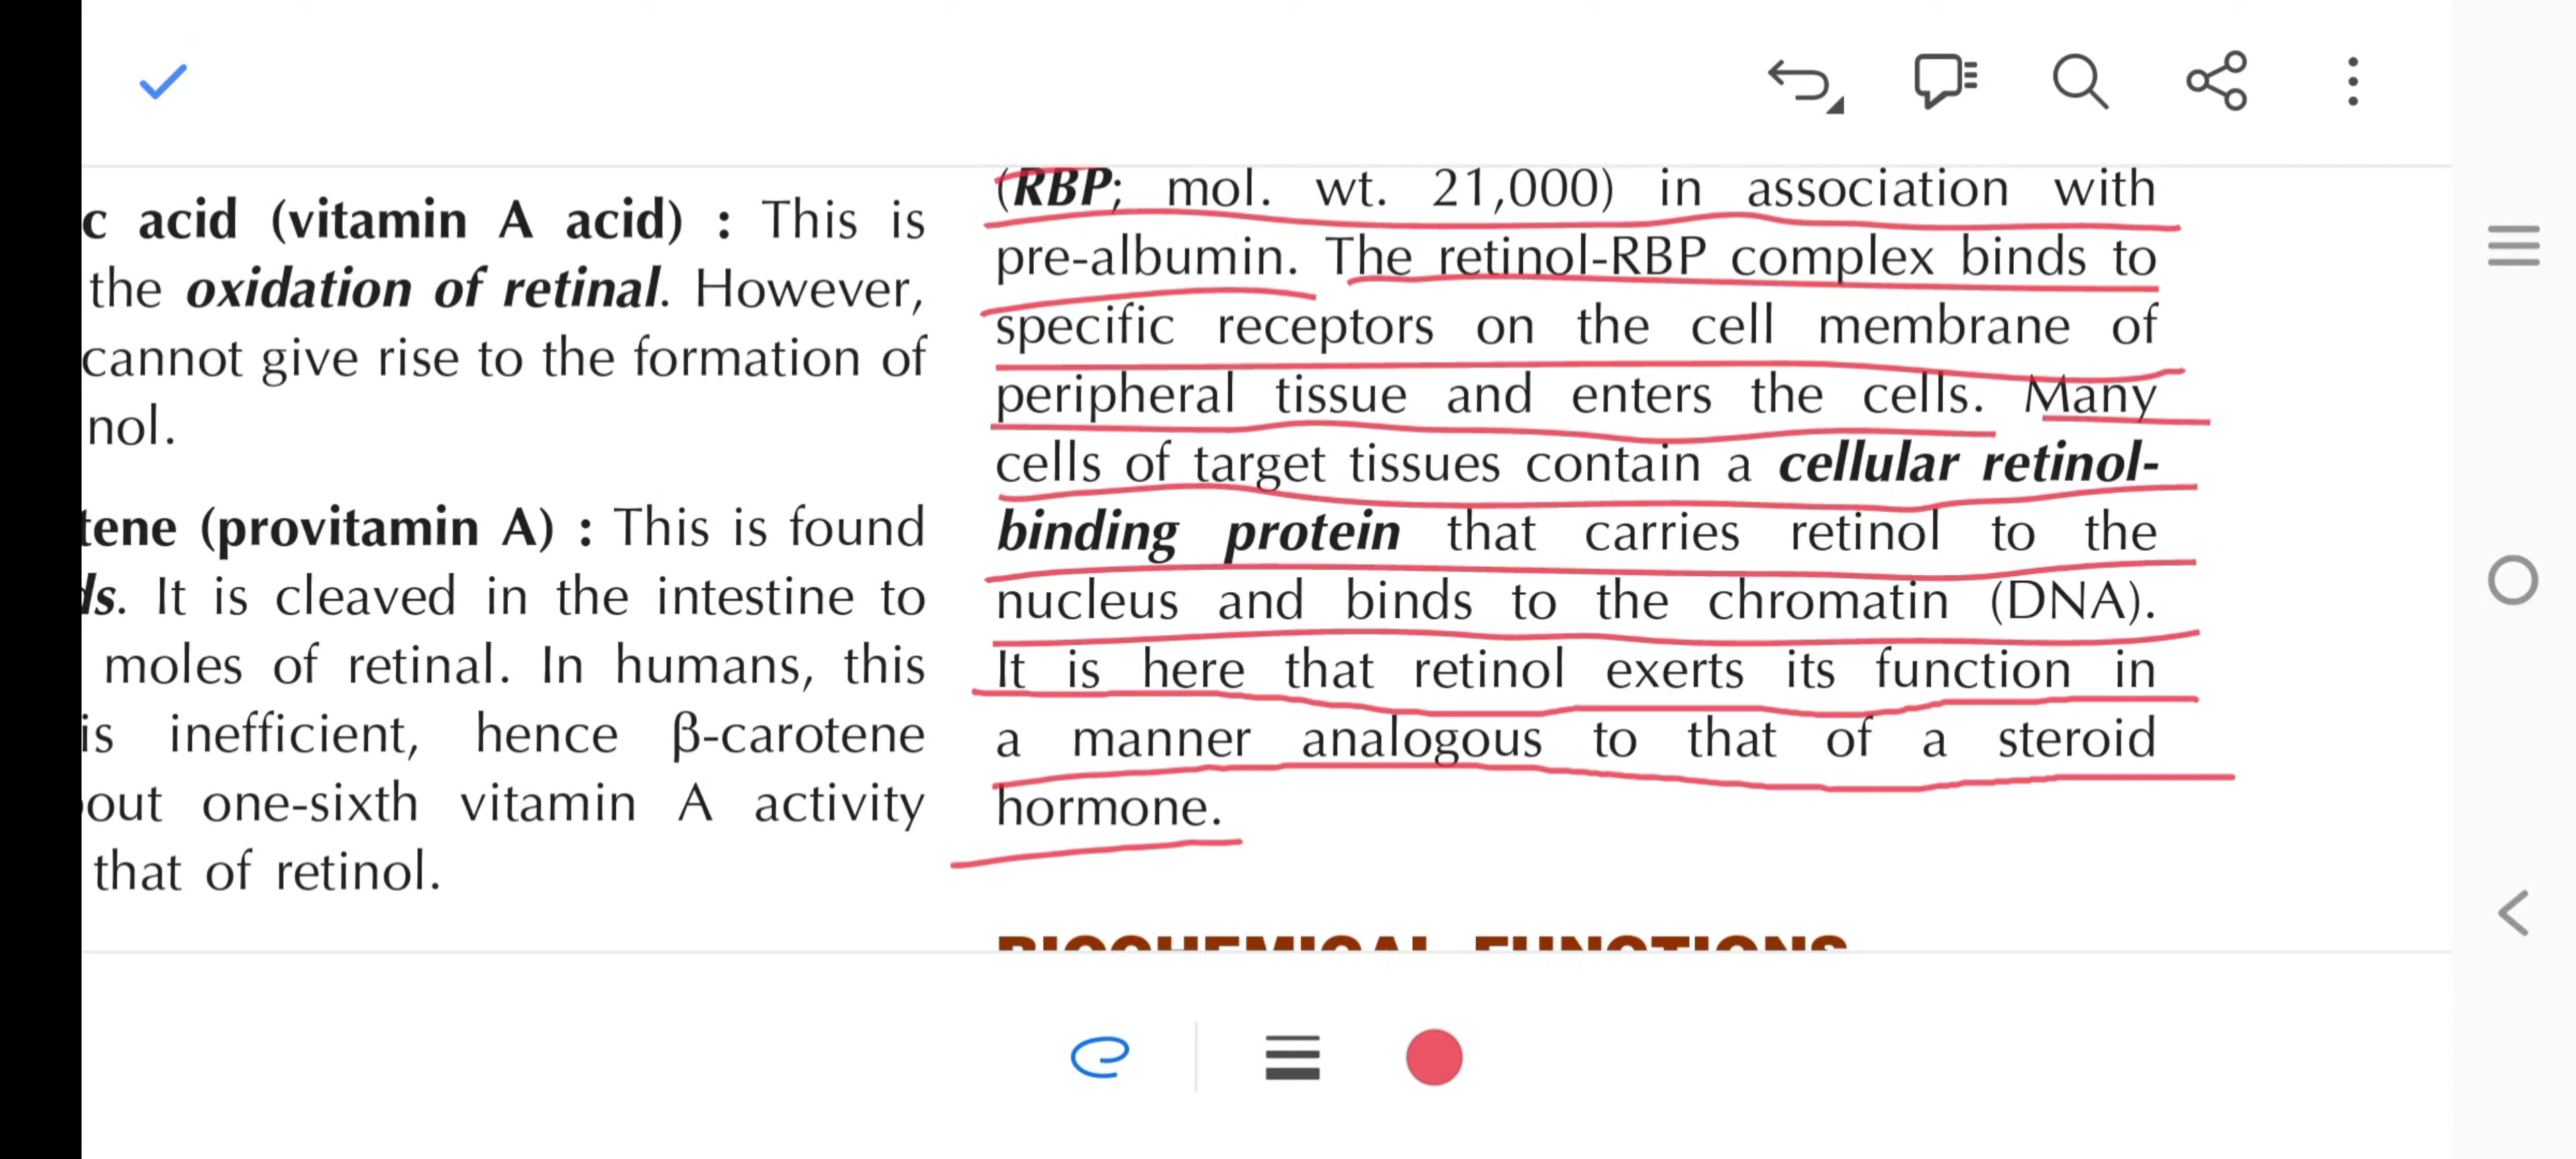 c acid (vitamin A acid) : This is
the oxidation of retinal. However,
cannot give rise to the formation of
nol.
tene (provitamin A) : This is found
ds. It is cleaved in the intestine to
moles of retinal. In humans, this
is inefficient, hence β-carotene
out one-sixth vitamin A activity
that of retinol.
(RBP; mol. wt. 21,000) in association with
pre-albumin. The retinol-RBP complex binds to
specific receptors on the cell membrane of
peripheral tissue and enters the cells. Many
cells of target tissues contain a cellular retinol-
binding protein that carries retinol to the
nucleus and binds to the chromatin (DNA).
It is here that retinol exerts its function in
a manner analogous to that of a steroid
hormone.
BIOCHEMICAL FUNCTIONS